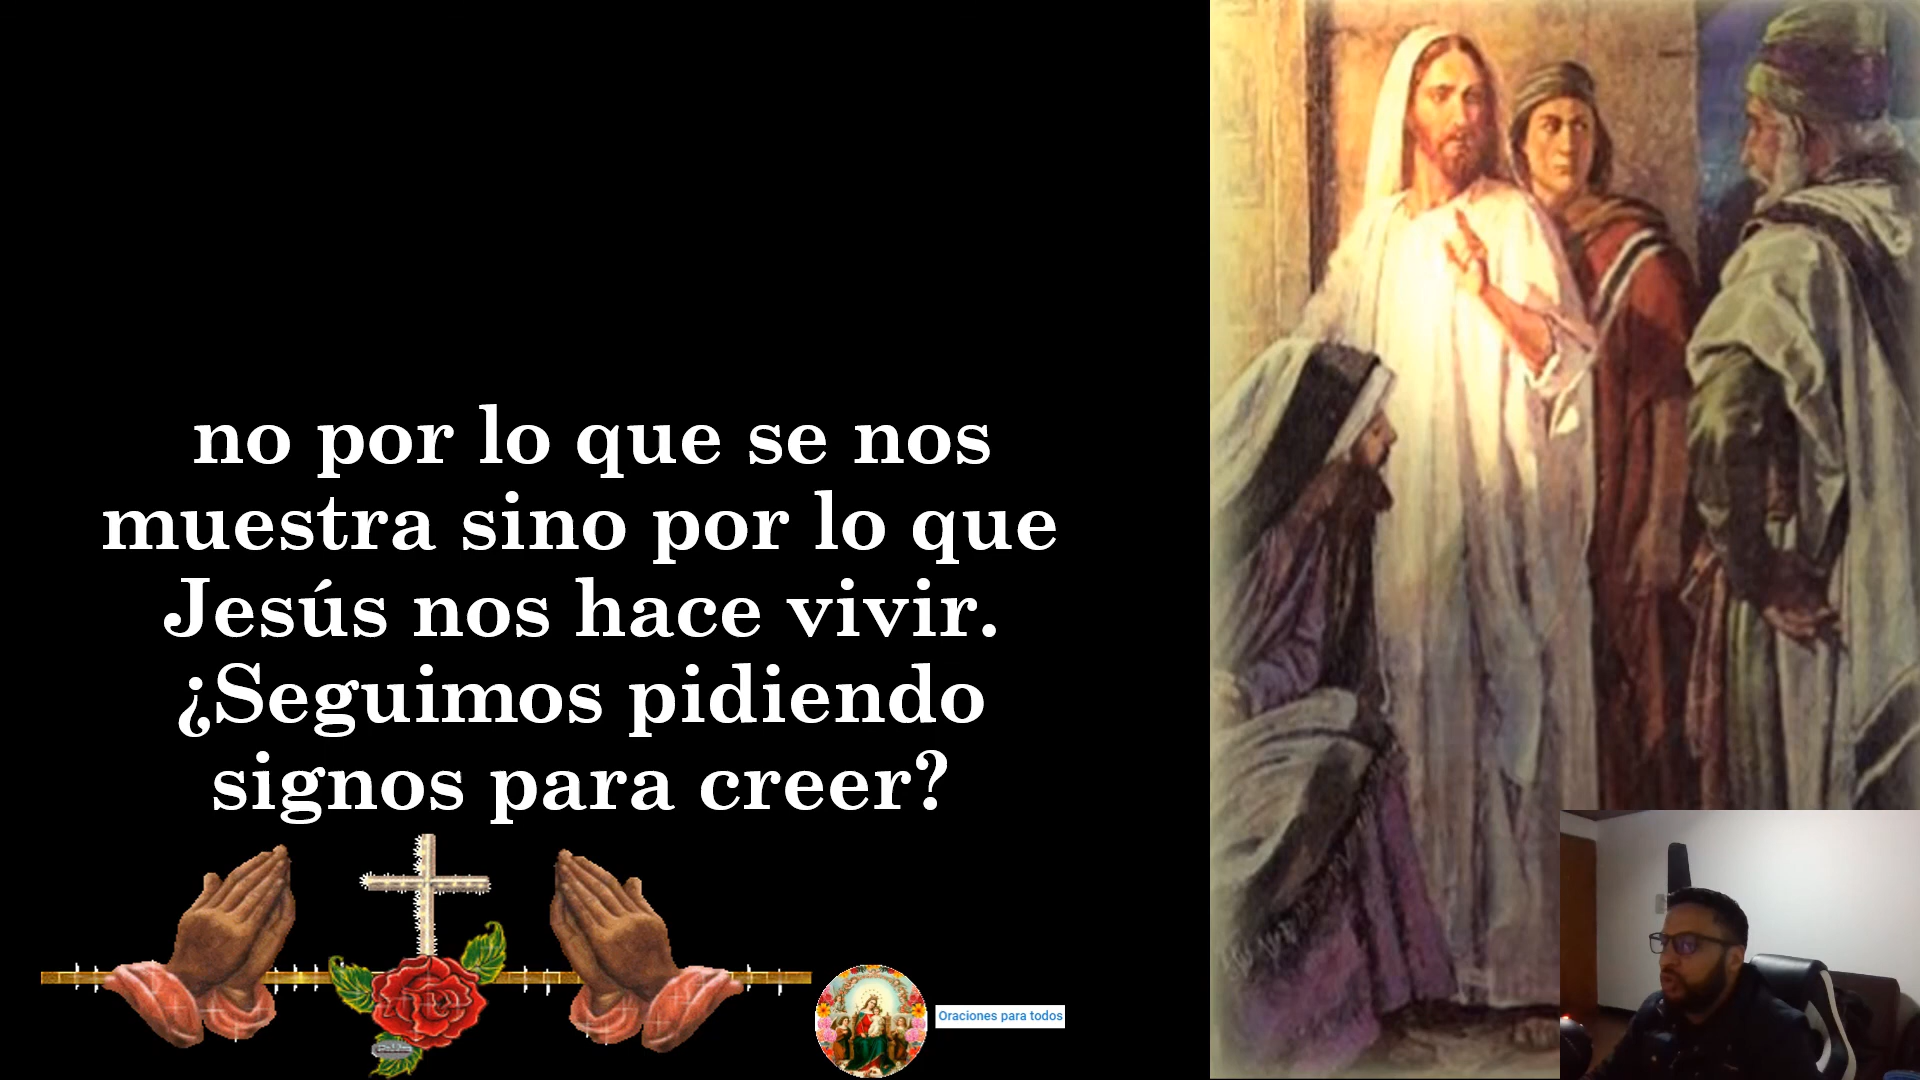 no por lo que se nos
muestra sino por lo que
Jesús nos hace vivir.
¿Seguimos pidiendo
signos para creer?
Oraciones para todos